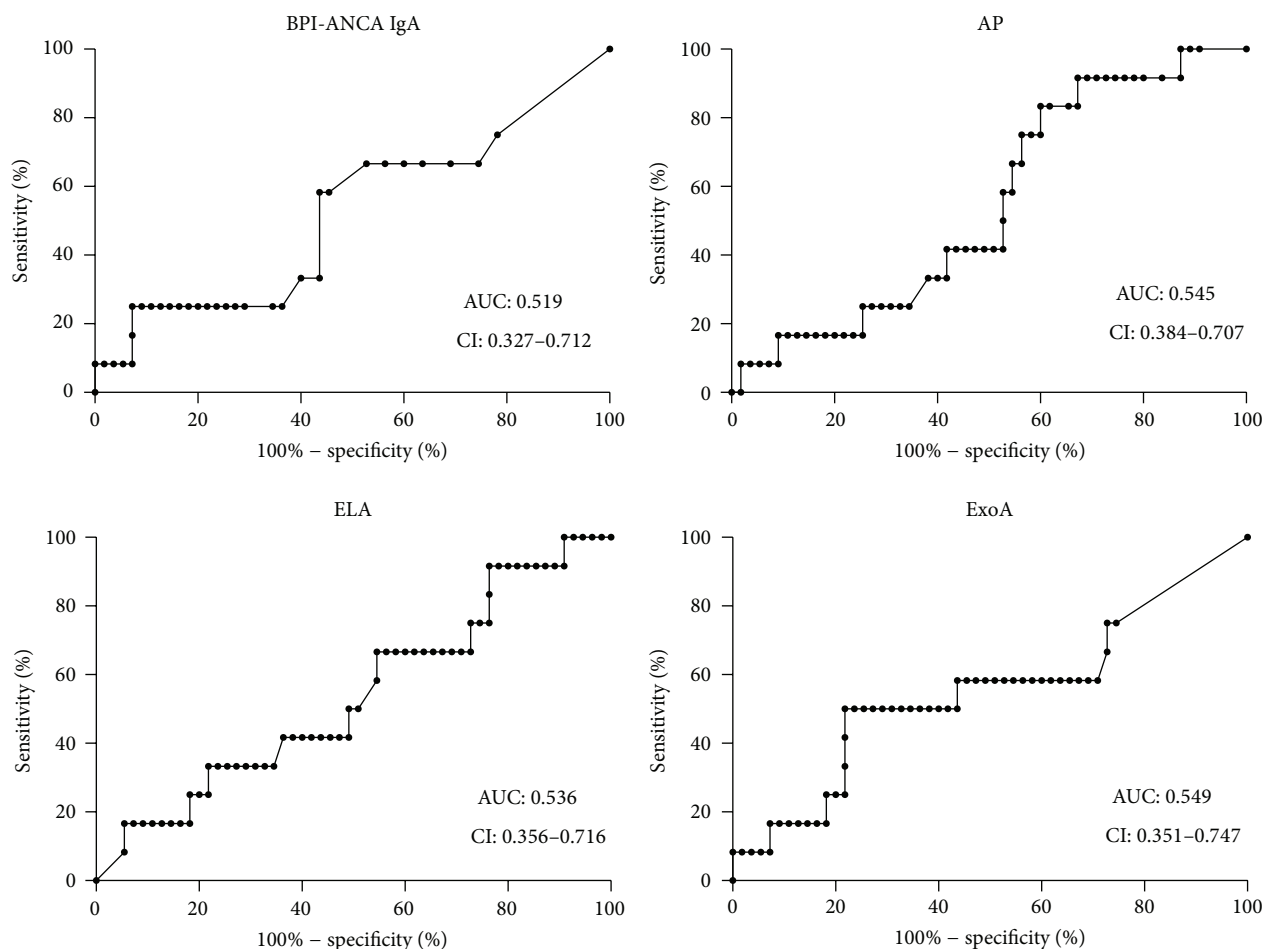 BPI-ANCA IgA
100
80
60
40
20
0
Sensitivity (%)
AUC: 0.519
CI: 0.327–0.712
0 20 40 60 80 100
100% − specificity (%)
AP
100
80
60
40
20
0
Sensitivity (%)
AUC: 0.545
CI: 0.384–0.707
0 20 40 60 80 100
100% − specificity (%)
ELA
100
80
60
40
20
0
Sensitivity (%)
AUC: 0.536
CI: 0.356–0.716
0 20 40 60 80 100
100% − specificity (%)
ExoA
100
80
60
40
20
0
Sensitivity (%)
AUC: 0.549
CI: 0.351–0.747
0 20 40 60 80 100
100% − specificity (%)